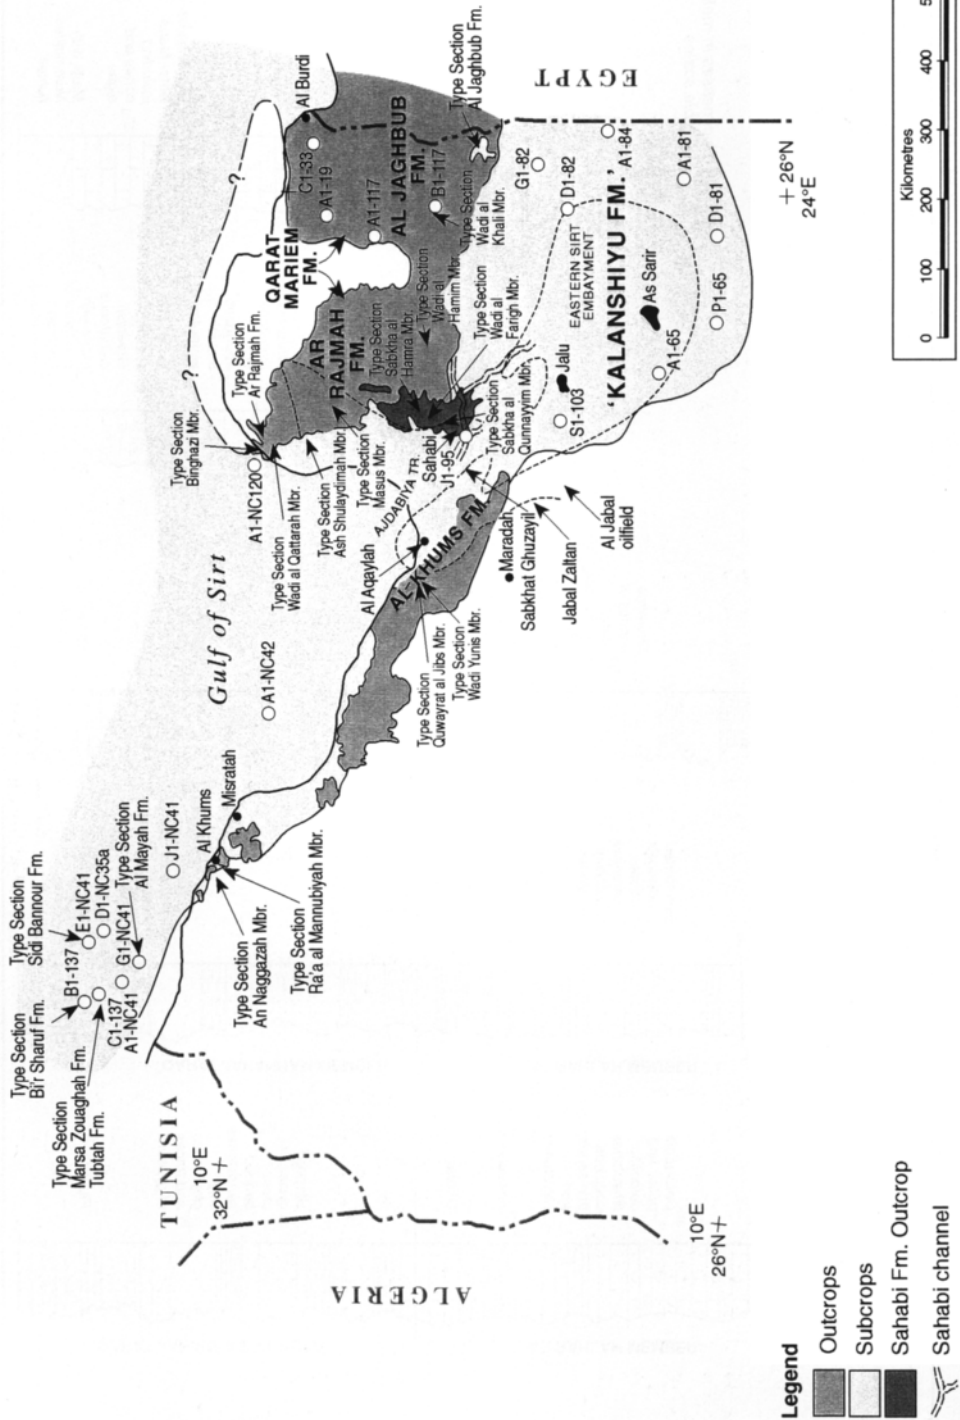 Type Section
Sidi Bannour Fm.
Type Section
Bi'r Sharuf Fm.
Type Section
Marsa Zouaghah Fm.
Tubtah Fm.
B1-137
E1-NC41
D1-NC35a
C1-137
A1-NC41
G1-NC41
Type Section
Al Mayah Fm.
J1-NC41
TUNISIA
10°E
32°N
ALGERIA
10°E
26°N
Al Khums
Misratah
Type Section
An Naggazah Mbr.
Type Section
Ra'a al Mannubiyah Mbr.
Gulf of Sirt
A1-NC42
A1-NC120
Type Section
Binghazi Mbr.
Type Section
Ar Rajmah Fm.
Type Section
Wadi al Qattarah Mbr.
Type Section
Ash Shulaydimah Mbr.
Type Section
Masus Mbr.
?
?
QARAT
MARIEM
FM.
AR
RAJMAH
FM.
Type Section
Sabkha al
Hamra Mbr.
Type Section
Wadi al
Hamim Mbr.
Type Section
Wadi al
Farigh Mbr.
Type Section
Wadi al
Khali Mbr.
Al Burdi
C1-33
A1-19
A1-117
AL JAGHBUB
FM.
B1-117
Type Section
Al Jaghbub Fm.
EGYPT
AJDABIYA TR.
Sahabi
J1-95
Type Section
Sabkha al
Qunnayyim Mbr.
Al Aqaylah
AL-KHUMS FM.
Type Section
Quwayrat al Jibs Mbr.
Type Section
Wadi Yunis Mbr.
Maradah
Sabkhat Ghuzayil
Jabal Zaltan
Al Jabal
oilfield
G1-82
D1-82
A1-84
EASTERN SIRT
EMBAYMENT
'KALANSHIYU FM.'
Jalu
S1-103
As Sarir
A1-65
P1-65
D1-81
A1-81
26°N
24°E
Kilometres
0 100 200 300 400
Legend
Outcrops
Subcrops
Sahabi Fm. Outcrop
Sahabi channel